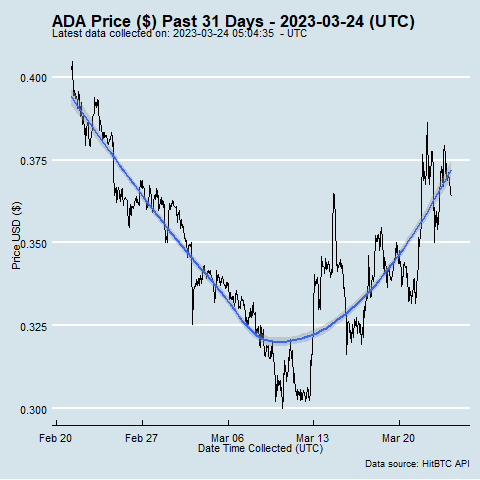 ADA Price ($) Past 31 Days - 2023-03-24 (UTC)
Latest data collected on: 2023-03-24 05:04:35 - UTC
0.400
0.375
0.350
0.325
0.300
Price USD ($)
Feb 20
Feb 27
Mar 06
Mar 13
Mar 20
Date Time Collected (UTC)
Data source: HitBTC API